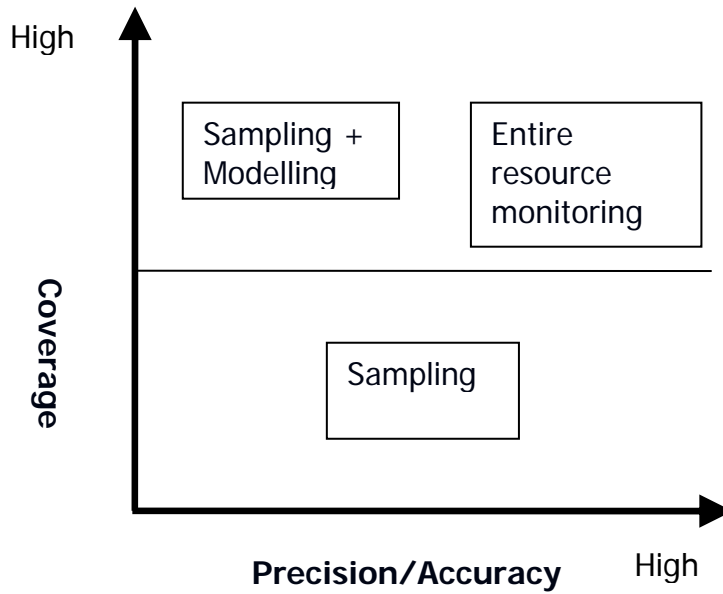 High
Sampling +
Modelling
Entire
resource
monitoring
Coverage
Sampling
Precision/Accuracy
High